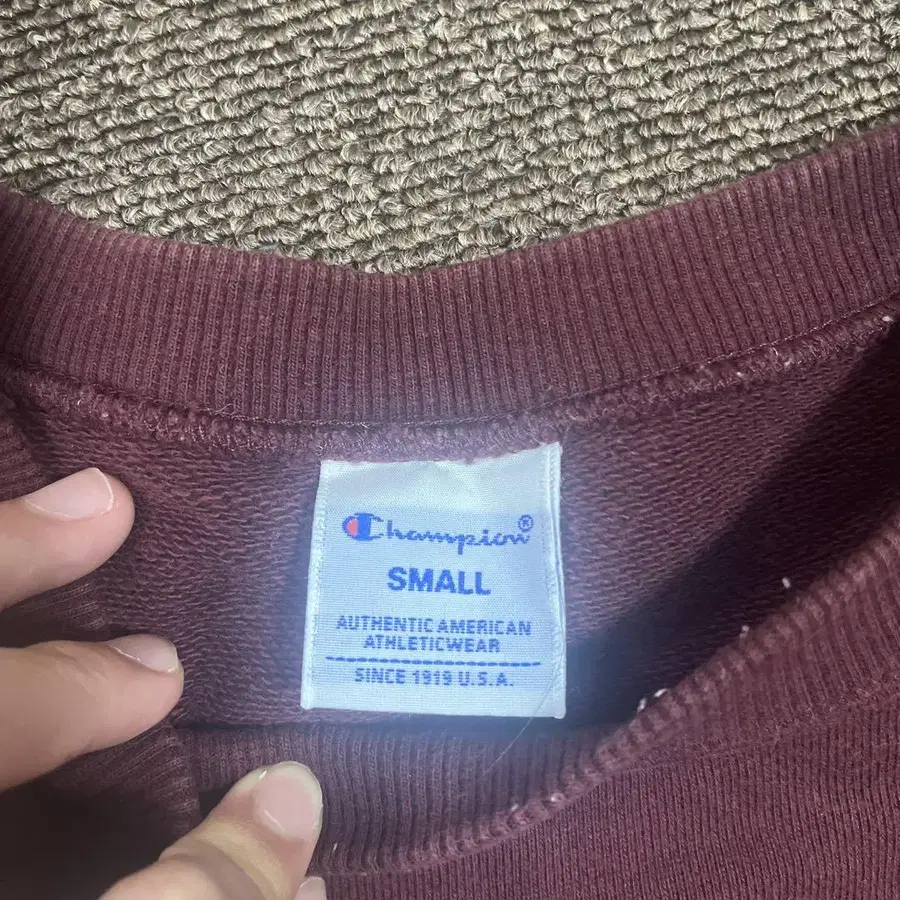 Champion®
SMALL
AUTHENTIC AMERICAN
ATHLETICWEAR
SINCE 1919 U.S.A.